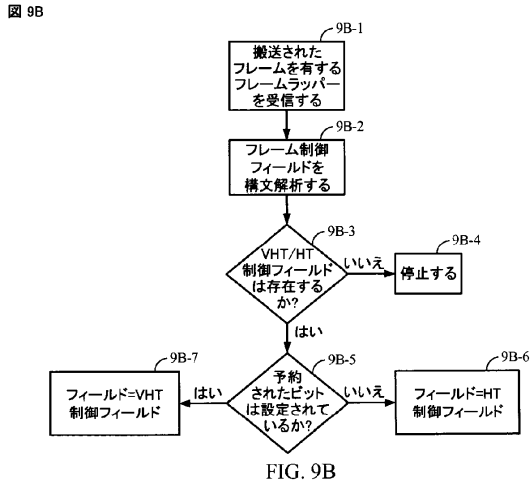 図 9B
9B-1
搬送された
フレームを有する
フレームラッパー
を受信する
9B-2
フレーム制御
フィールドを
構文解析する
9B-3
VHT/HT
制御フィールド
は存在する
か?
いいえ
9B-4
停止する
はい
9B-5
予約
されたビット
は設定されて
いるか?
はい
9B-7
フィールド=VHT
制御フィールド
いいえ
9B-6
フィールド=HT
制御フィールド
FIG. 9B